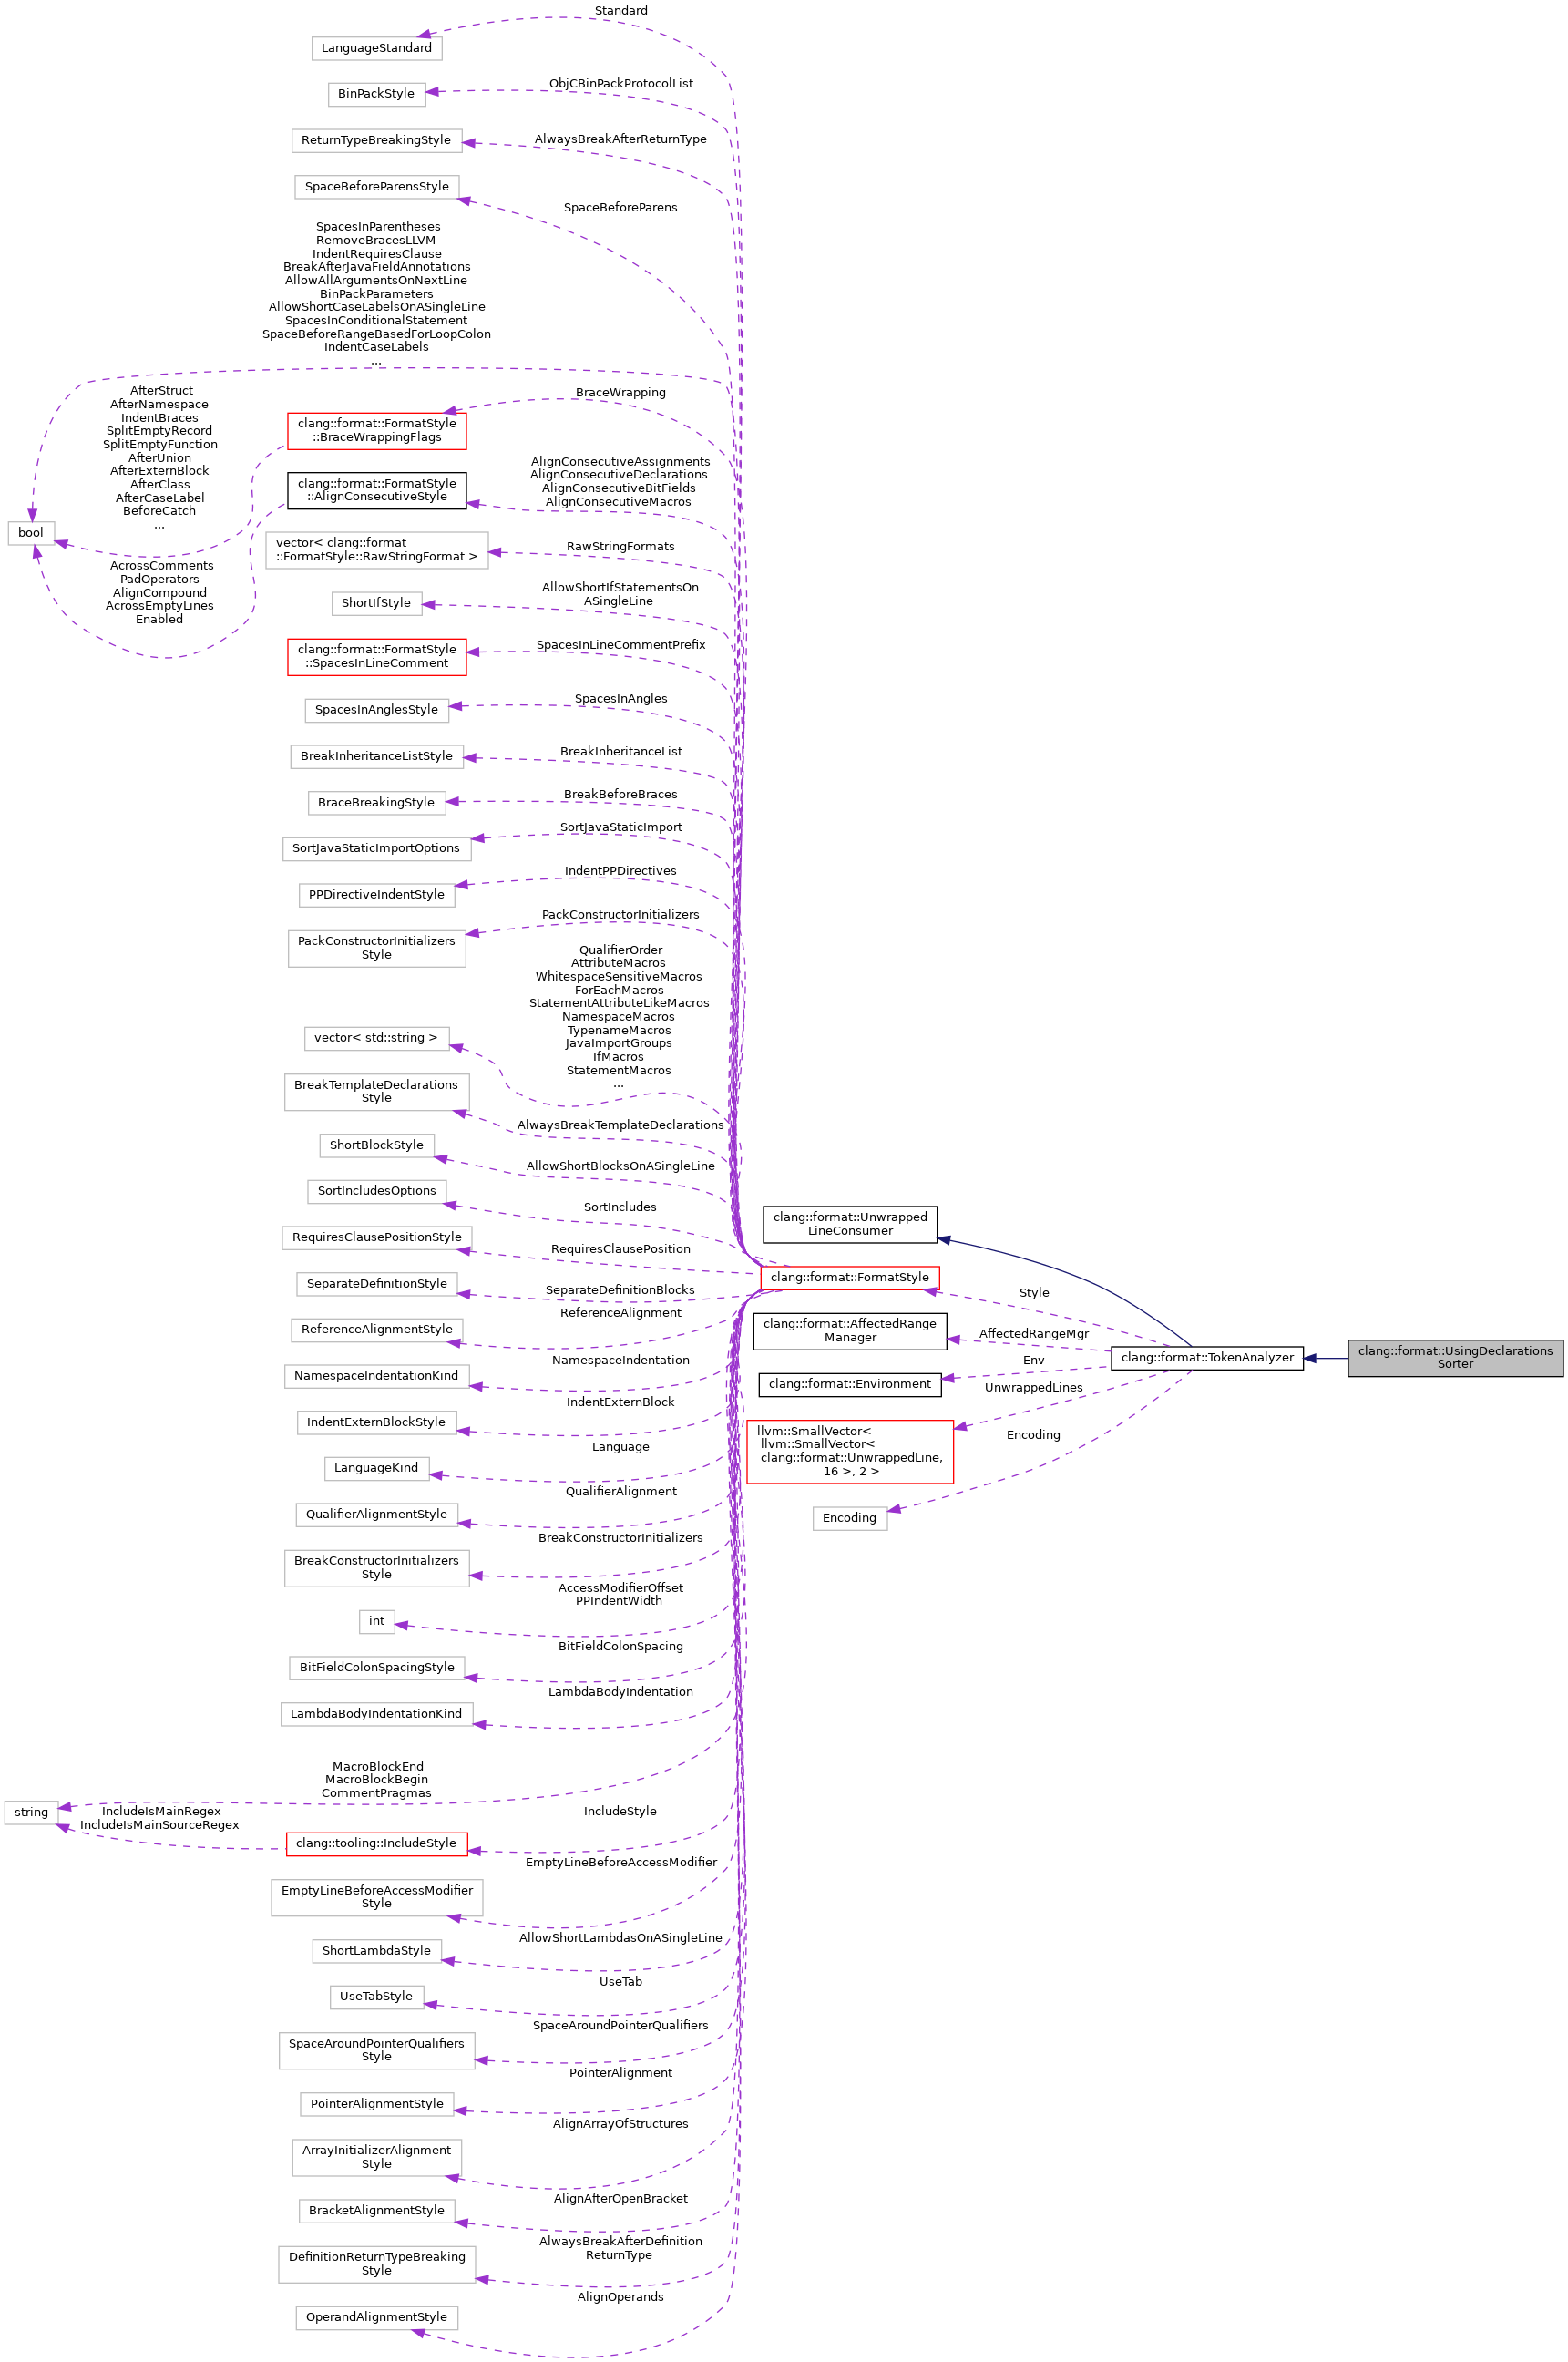 Standard
LanguageStandard
ObjCBinPackProtocolList
BinPackStyle
AlwaysBreakAfterReturnType
ReturnTypeBreakingStyle
SpaceBeforeParensStyle
SpaceBeforeParens
SpacesInParentheses
RemoveBracesLLVM
IndentRequiresClause
BreakAfterJavaFieldAnnotations
AllowAllArgumentsOnNextLine
BinPackParameters
AllowShortCaseLabelsOnASingleLine
SpacesInConditionalStatement
SpaceBeforeRangeBasedForLoopColon
IndentCaseLabels
...
AfterStruct
AfterNamespace
IndentBraces
SplitEmptyRecord
SplitEmptyFunction
AfterUnion
AfterExternBlock
AfterClass
AfterCaseLabel
BeforeCatch
...
BraceWrapping
clang::format::FormatStyle
::BraceWrappingFlags
AlignConsecutiveAssignments
AlignConsecutiveDeclarations
AlignConsecutiveBitFields
AlignConsecutiveMacros
clang::format::FormatStyle
::AlignConsecutiveStyle
bool
RawStringFormats
vector< clang::format
::FormatStyle::RawStringFormat >
AcrossComments
PadOperators
AlignCompound
AcrossEmptyLines
Enabled
AllowShortIfStatementsOn
ASingleLine
ShortIfStyle
SpacesInLineCommentPrefix
clang::format::FormatStyle
::SpacesInLineComment
SpacesInAngles
SpacesInAnglesStyle
BreakInheritanceList
BreakInheritanceListStyle
BreakBeforeBraces
BraceBreakingStyle
SortJavaStaticImport
SortJavaStaticImportOptions
IndentPPDirectives
PPDirectiveIndentStyle
PackConstructorInitializers
PackConstructorInitializers
Style
QualifierOrder
AttributeMacros
WhitespaceSensitiveMacros
ForEachMacros
StatementAttributeLikeMacros
NamespaceMacros
TypenameMacros
JavaImportGroups
IfMacros
StatementMacros
...
vector< std::string >
BreakTemplateDeclarations
Style
AlwaysBreakTemplateDeclarations
ShortBlockStyle
AllowShortBlocksOnASingleLine
SortIncludesOptions
SortIncludes
RequiresClausePositionStyle
RequiresClausePosition
SeparateDefinitionStyle
SeparateDefinitionBlocks
ReferenceAlignment
ReferenceAlignmentStyle
NamespaceIndentation
NamespaceIndentationKind
IndentExternBlock
IndentExternBlockStyle
Language
LanguageKind
QualifierAlignment
QualifierAlignmentStyle
BreakConstructorInitializers
BreakConstructorInitializers
Style
AccessModifierOffset
PPIndentWidth
int
BitFieldColonSpacing
BitFieldColonSpacingStyle
LambdaBodyIndentation
LambdaBodyIndentationKind
MacroBlockEnd
MacroBlockBegin
CommentPragmas
string
IncludeIsMainRegex
IncludeIsMainSourceRegex
IncludeStyle
clang::tooling::IncludeStyle
EmptyLineBeforeAccessModifier
EmptyLineBeforeAccessModifier
Style
AllowShortLambdasOnASingleLine
ShortLambdaStyle
UseTab
UseTabStyle
SpaceAroundPointerQualifiers
SpaceAroundPointerQualifiers
Style
PointerAlignment
PointerAlignmentStyle
AlignArrayOfStructures
ArrayInitializerAlignment
Style
AlignAfterOpenBracket
BracketAlignmentStyle
AlwaysBreakAfterDefinition
ReturnType
DefinitionReturnTypeBreaking
Style
AlignOperands
OperandAlignmentStyle
clang::format::Unwrapped
LineConsumer
clang::format::FormatStyle
Style
clang::format::AffectedRange
Manager
AffectedRangeMgr
clang::format::Environment
Env
UnwrappedLines
llvm::SmallVector<
llvm::SmallVector<
clang::format::UnwrappedLine,
16 >, 2 >
Encoding
Encoding
clang::format::TokenAnalyzer
clang::format::UsingDeclarations
Sorter